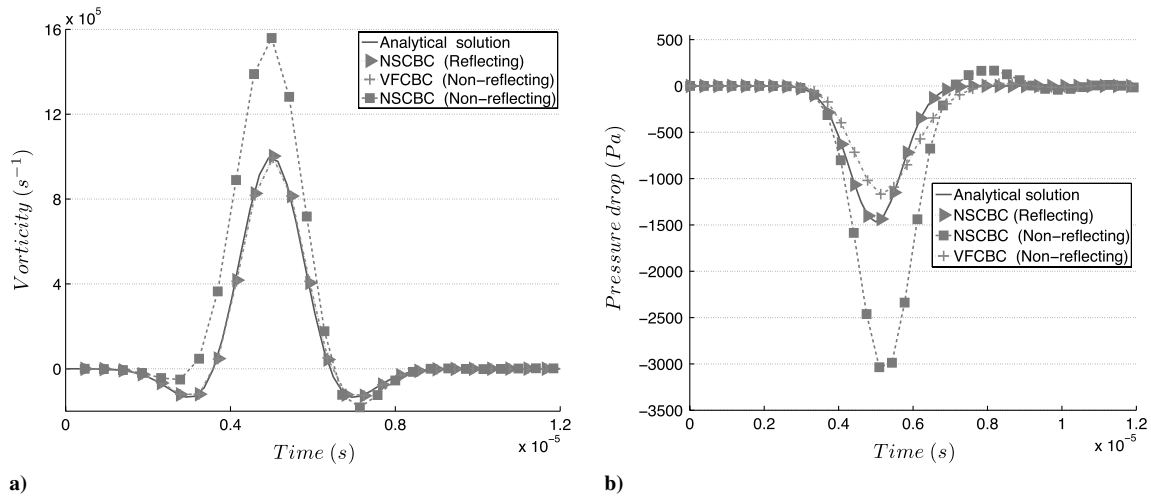 x 10⁵
16
12
8
4
0
Vorticity (s⁻¹)
Analytical solution
NSCBC (Reflecting)
VFCBC (Non−reflecting)
NSCBC (Non−reflecting)
0
0.4
0.8
1.2
x 10⁻⁵
Time (s)
a)
500
0
−500
−1000
−1500
−2000
−2500
−3000
−3500
Pressure drop (Pa)
Analytical solution
NSCBC (Reflecting)
NSCBC (Non−reflecting)
VFCBC (Non−reflecting)
0
0.2
0.4
0.6
0.8
1
1.2
x 10⁻⁵
Time (s)
b)